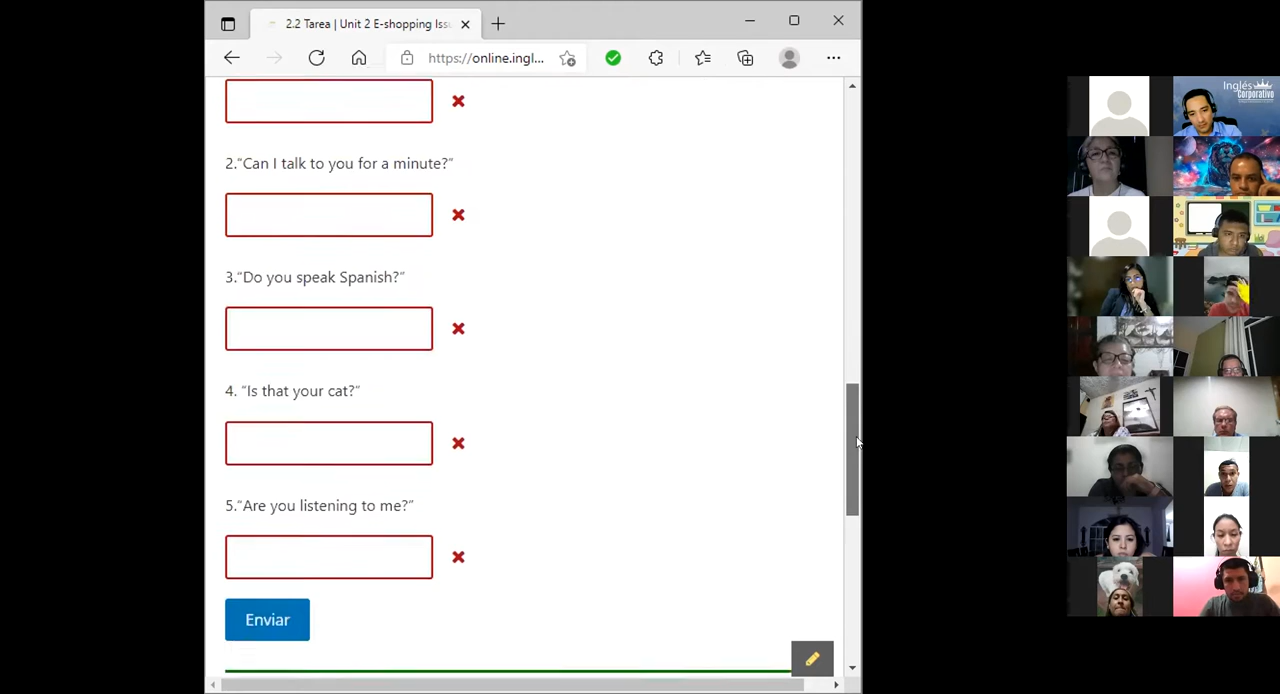 2.2 Tarea | Unit 2 E-shopping Iss
https://online.ingl...
2."Can I talk to you for a minute?"
3."Do you speak Spanish?"
4. "Is that your cat?"
5."Are you listening to me?"
Enviar
Inglés
Corporativo